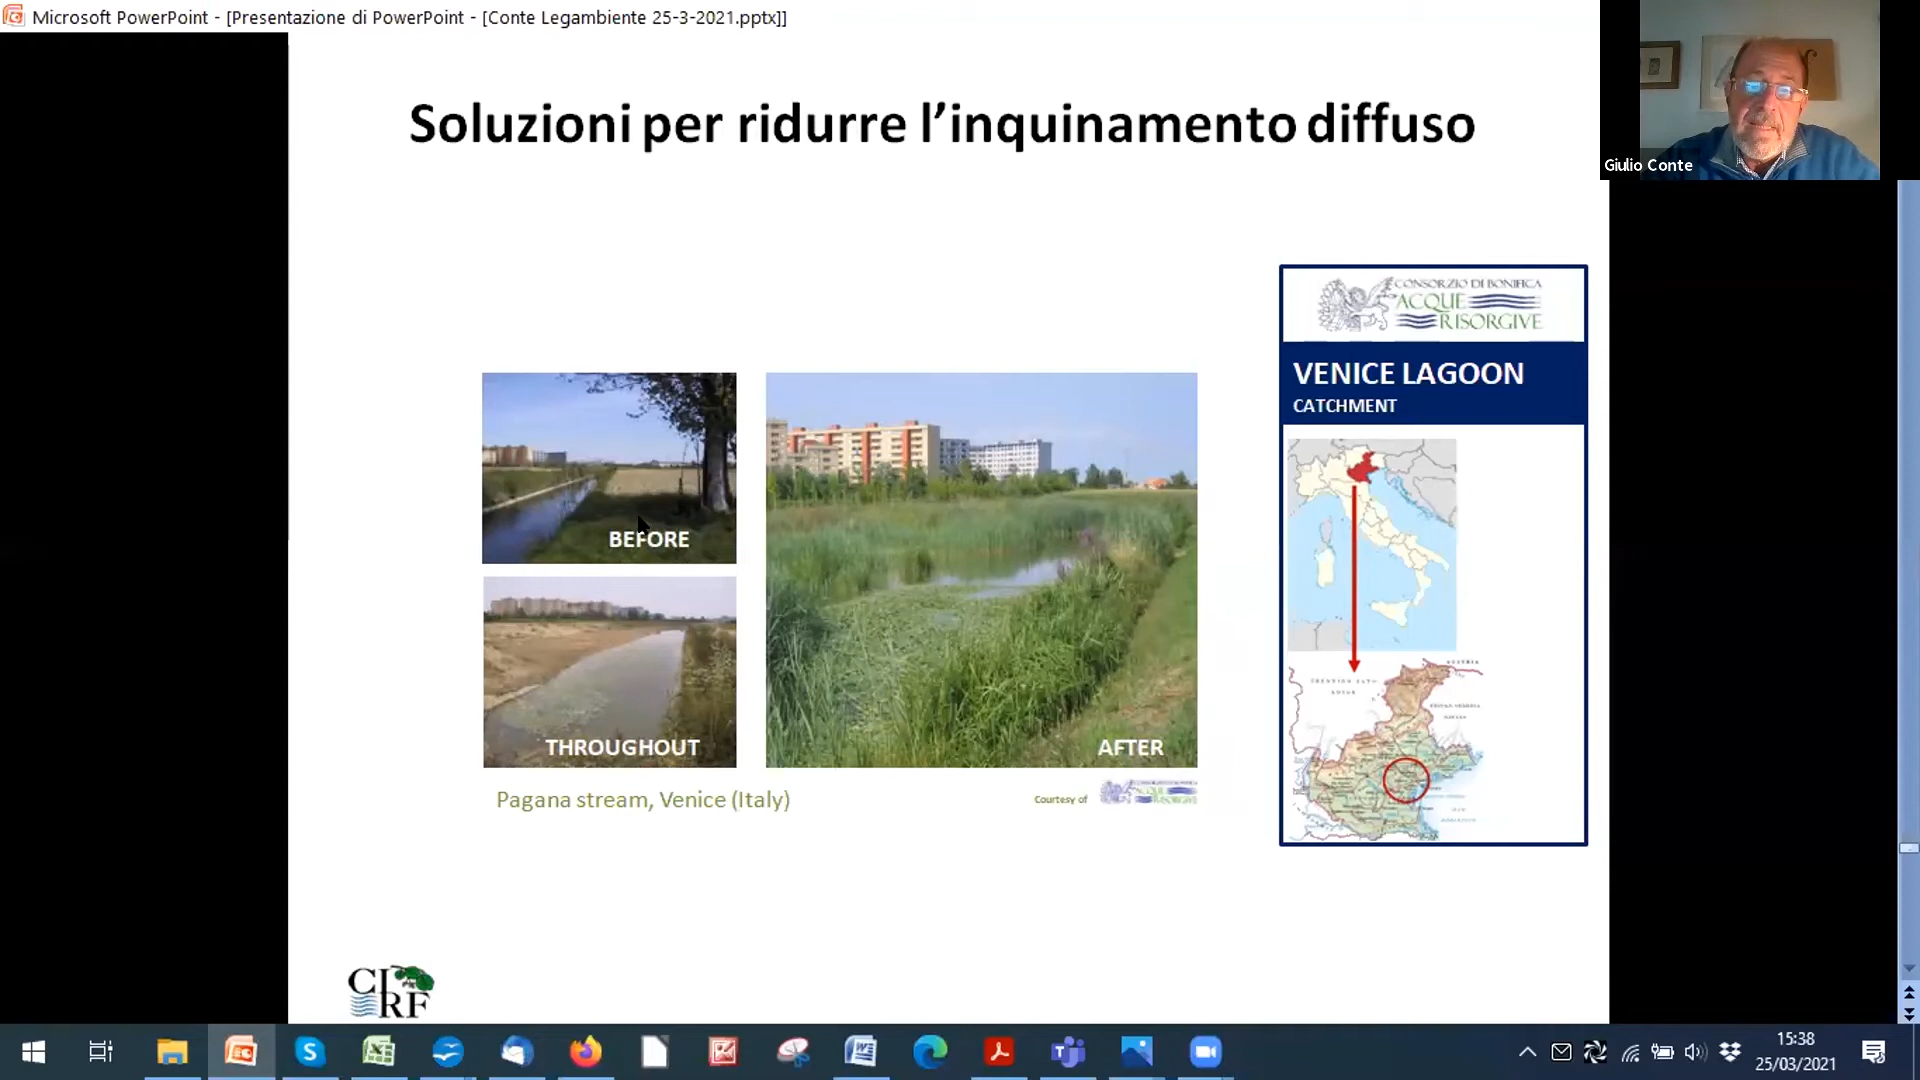 Microsoft PowerPoint - [Presentazione di PowerPoint - [Conte Legambiente 25-3-2021.pptx]]
Giulio Conte
Soluzioni per ridurre l’inquinamento diffuso
CONSORZIO DI BONIFICA
ACQUE
RISORGIVE
VENICE LAGOON
CATCHMENT
BEFORE
THROUGHOUT
AFTER
Pagana stream, Venice (Italy)
Courtesy of
AUSTRIA
CIRF
15:38
25/03/2021